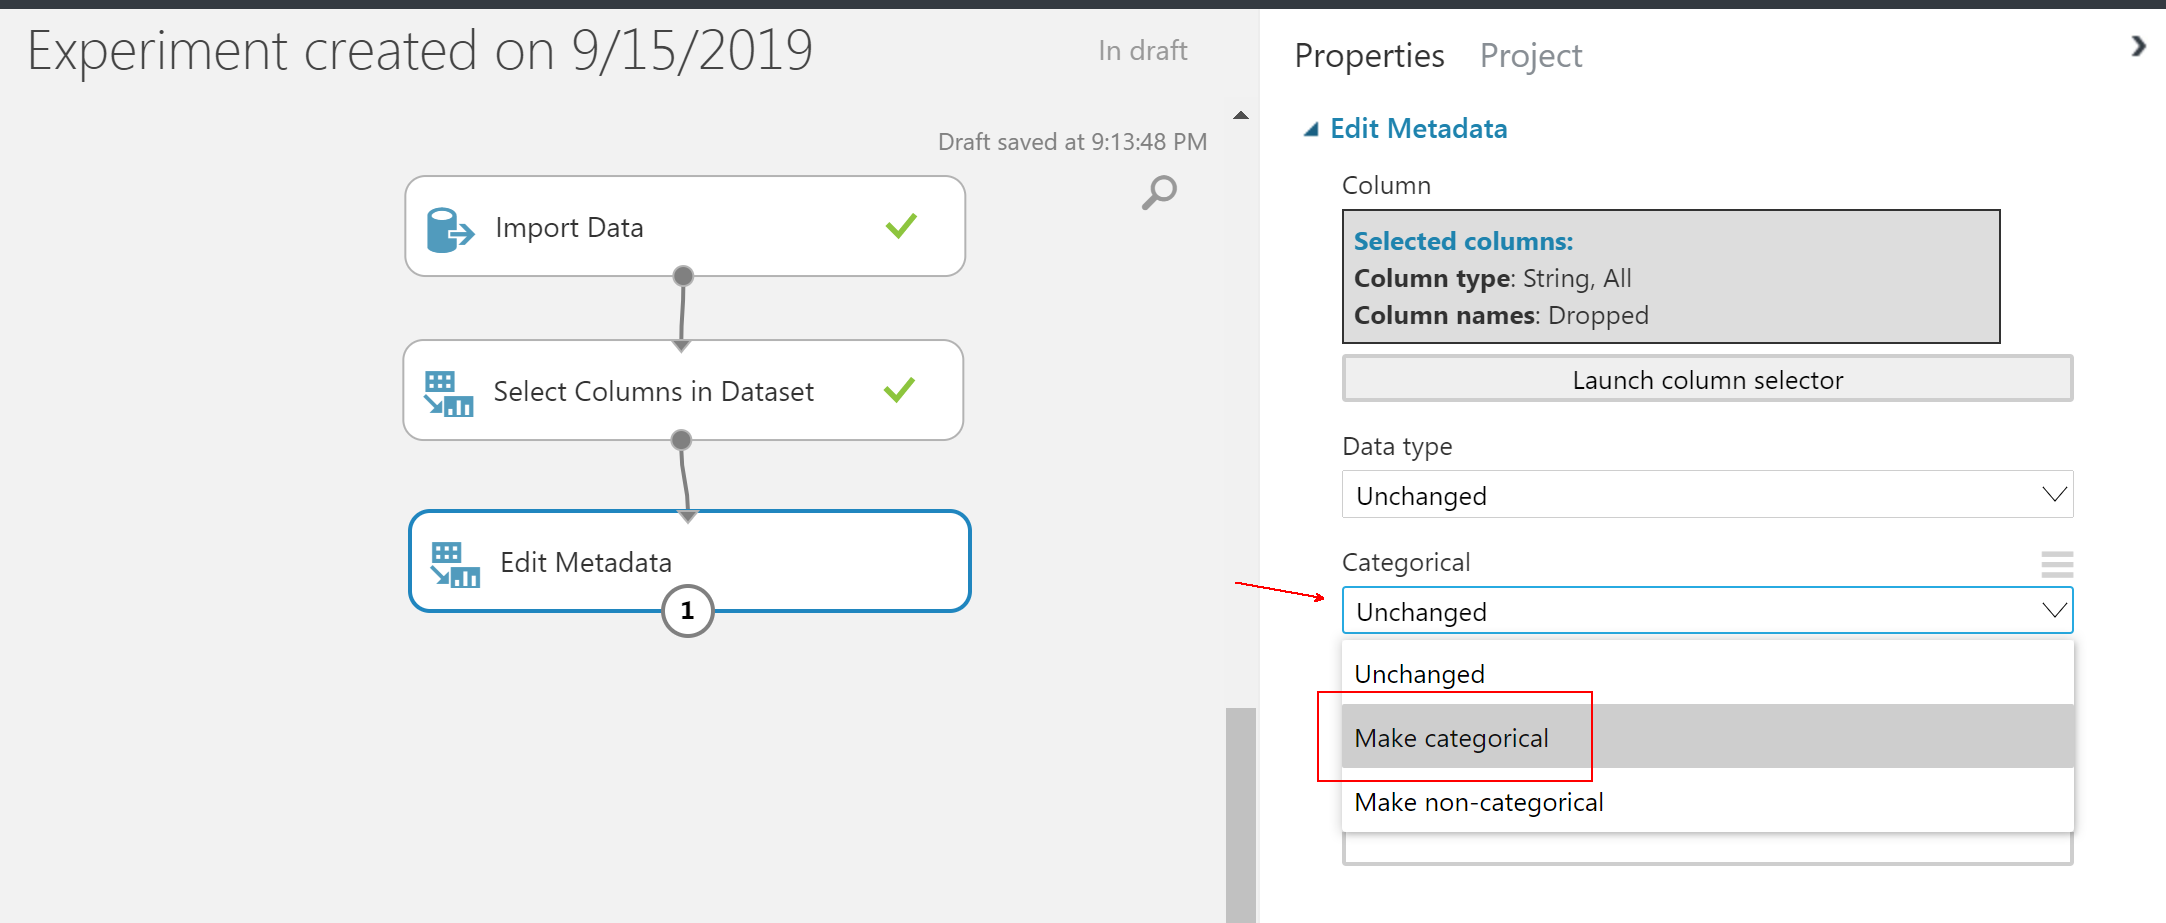 Experiment created on 9/15/2019
In draft
Draft saved at 9:13:48 PM
Import Data
Select Columns in Dataset
Edit Metadata
1
Properties Project
Edit Metadata
Column
Selected columns:
Column type: String, All
Column names: Dropped
Launch column selector
Data type
Unchanged
Categorical
Unchanged
Unchanged
Make categorical
Make non-categorical